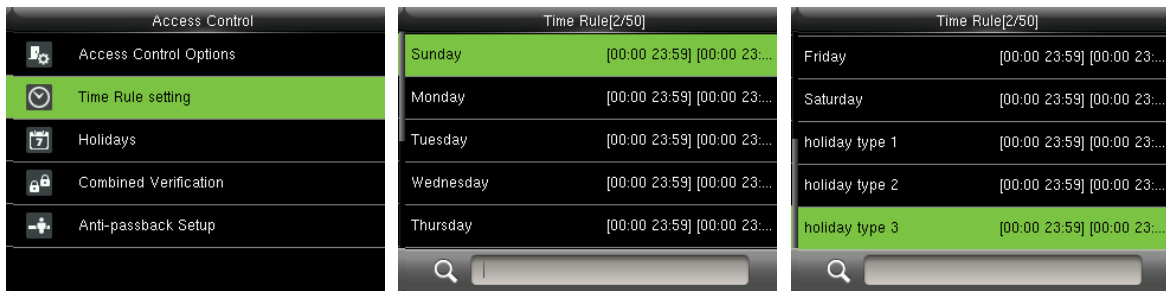 Access Control
Access Control Options
Time Rule setting
Holidays
Combined Verification
Anti-passback Setup
Time Rule[2/50]
Sunday [00:00 23:59] [00:00 23:...
Monday [00:00 23:59] [00:00 23:...
Tuesday [00:00 23:59] [00:00 23:...
Wednesday [00:00 23:59] [00:00 23:...
Thursday [00:00 23:59] [00:00 23:...
Time Rule[2/50]
Friday [00:00 23:59] [00:00 23:...
Saturday [00:00 23:59] [00:00 23:...
holiday type 1 [00:00 23:59] [00:00 23:...
holiday type 2 [00:00 23:59] [00:00 23:...
holiday type 3 [00:00 23:59] [00:00 23:...